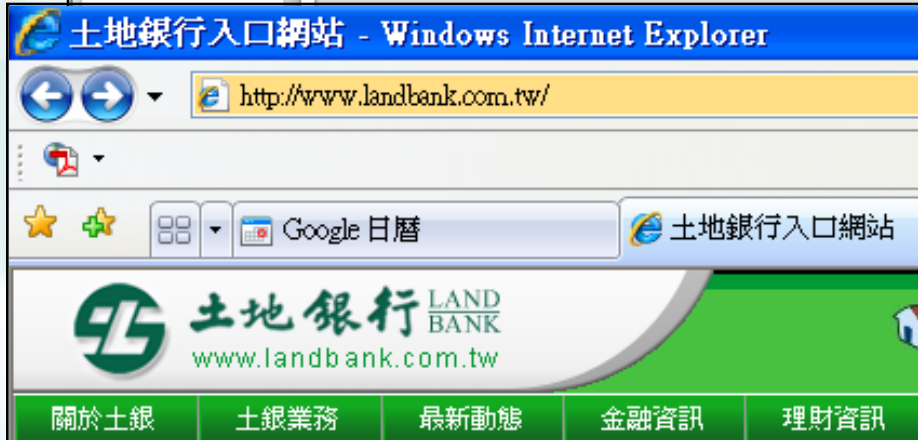 土地銀行入口網站 - Windows Internet Explorer
http://www.landbank.com.tw/
Google 日曆 土地銀行入口網站
土地銀行 LAND BANK
www.landbank.com.tw
關於土銀 土銀業務 最新動態 金融資訊 理財資訊